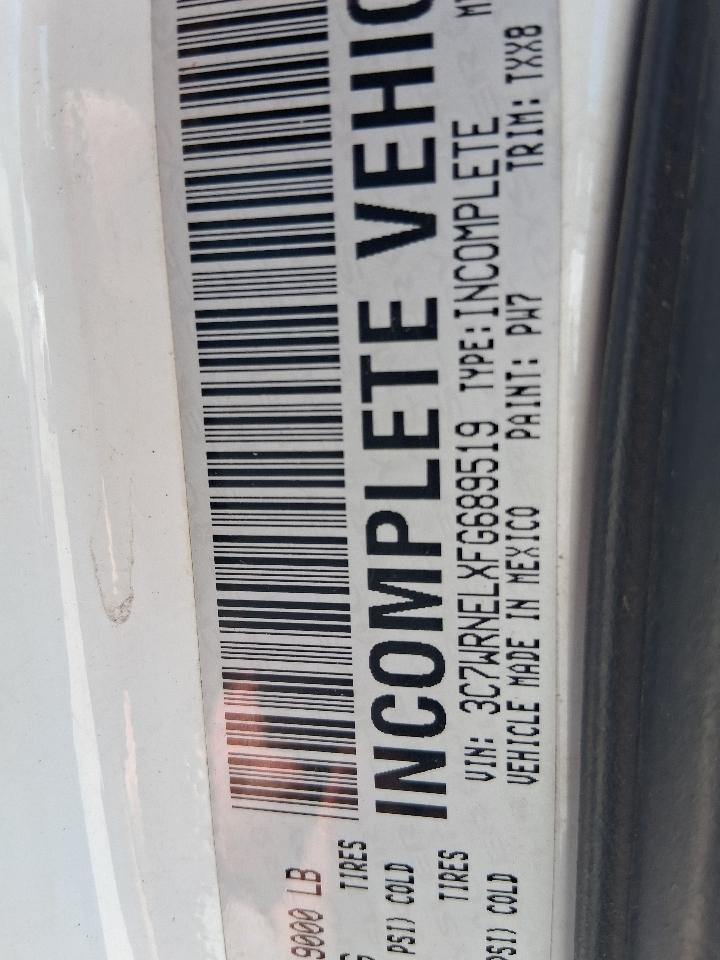 9000 LB
TIRES
PSI) COLD
TIRES
PSI) COLD
INCOMPLETE VEHIC
VIN: 3C7WRNELXFG689519 TYPE:INCOMPLETE
VEHICLE MADE IN MEXICO PAINT: PW7 TRIM: TXX8